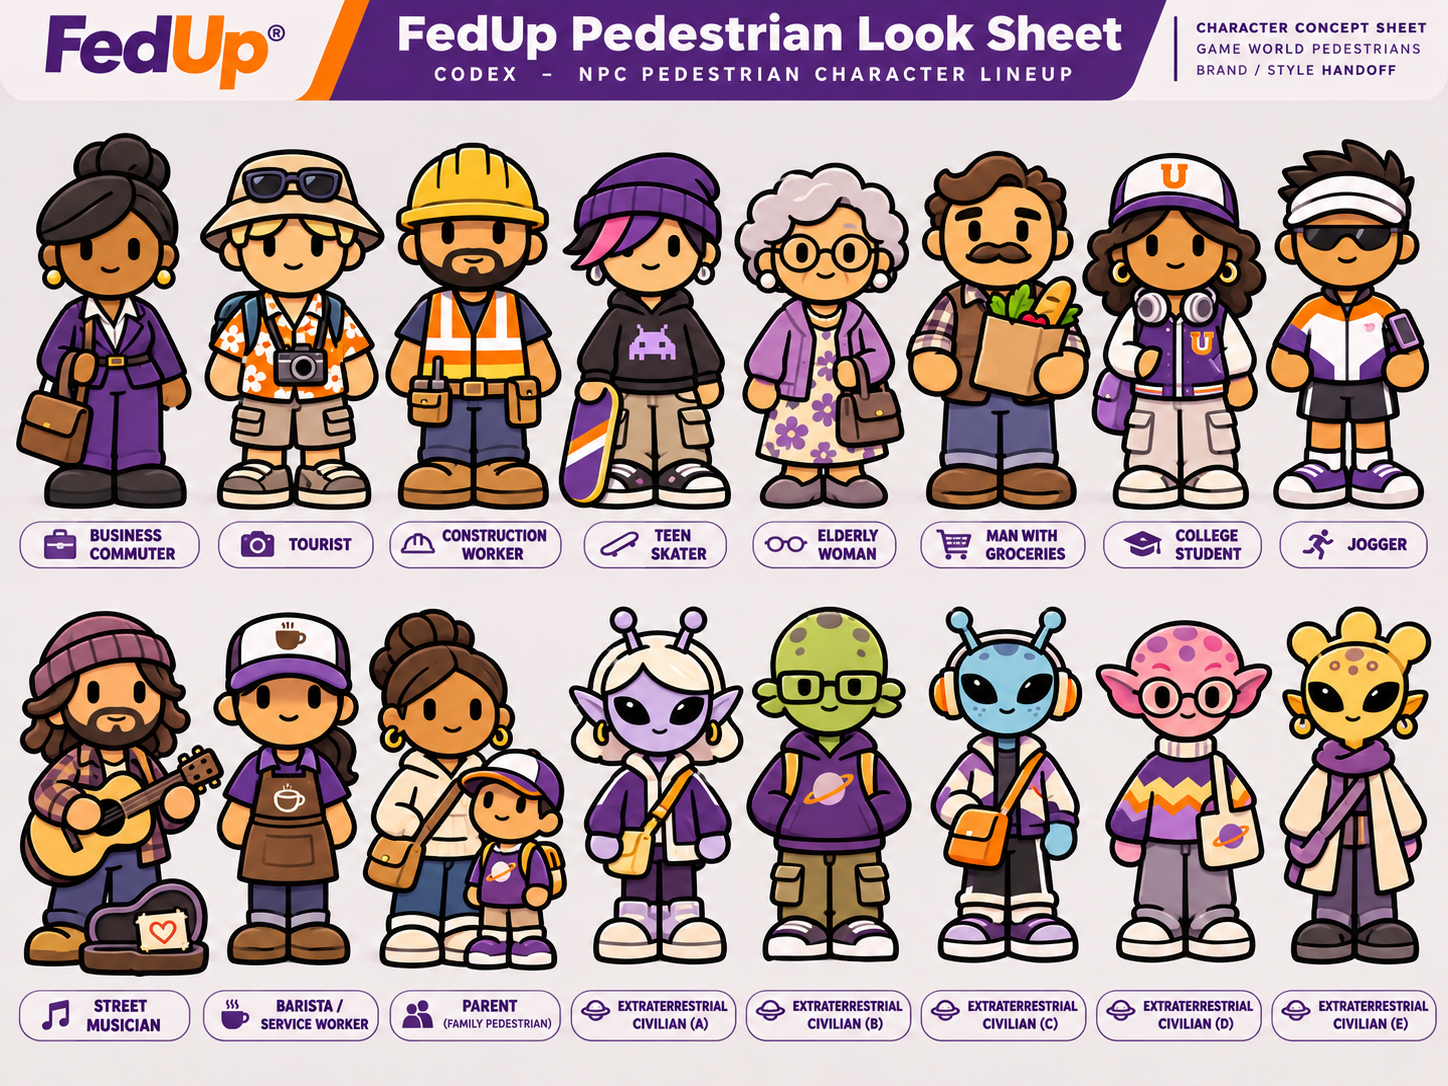 FedUp®
FedUp Pedestrian Look Sheet
CODEX – NPC PEDESTRIAN CHARACTER LINEUP
CHARACTER CONCEPT SHEET
GAME WORLD PEDESTRIANS
BRAND / STYLE HANDOFF
U
U
BUSINESS
COMMUTER
TOURIST
CONSTRUCTION
WORKER
TEEN
SKATER
ELDERLY
WOMAN
MAN WITH
GROCERIES
COLLEGE
STUDENT
JOGGER
STREET
MUSICIAN
BARISTA /
SERVICE WORKER
PARENT
(FAMILY PEDESTRIAN)
EXTRATERRESTRIAL
CIVILIAN (A)
EXTRATERRESTRIAL
CIVILIAN (B)
EXTRATERRESTRIAL
CIVILIAN (C)
EXTRATERRESTRIAL
CIVILIAN (D)
EXTRATERRESTRIAL
CIVILIAN (E)